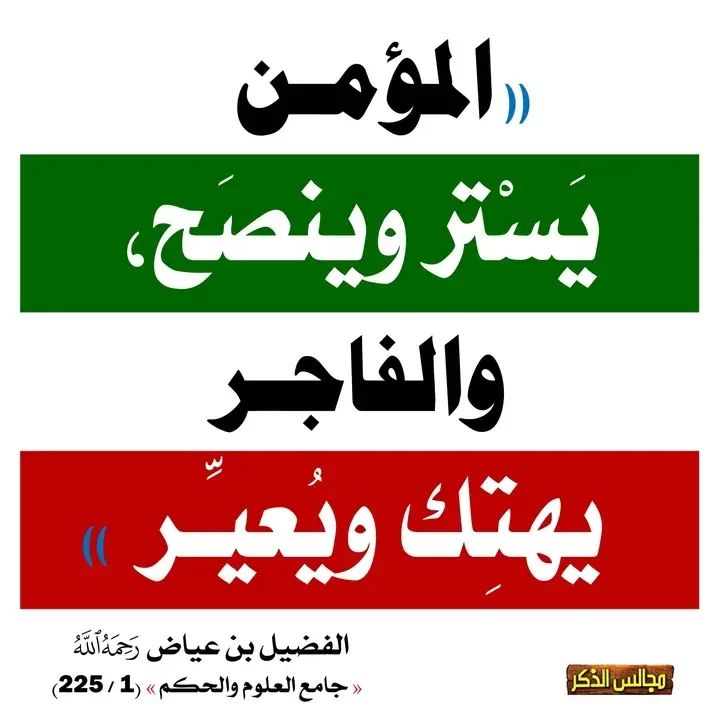 (( المؤمن
يَسْتر وينصَح،
والفاجر
يهتِك ويُعيِّر ))
الفضيل بن عياض رَحِمَهُ ٱللَّهُ
« جامع العلوم والحكم » (1 / 225)
مجالس الذكر